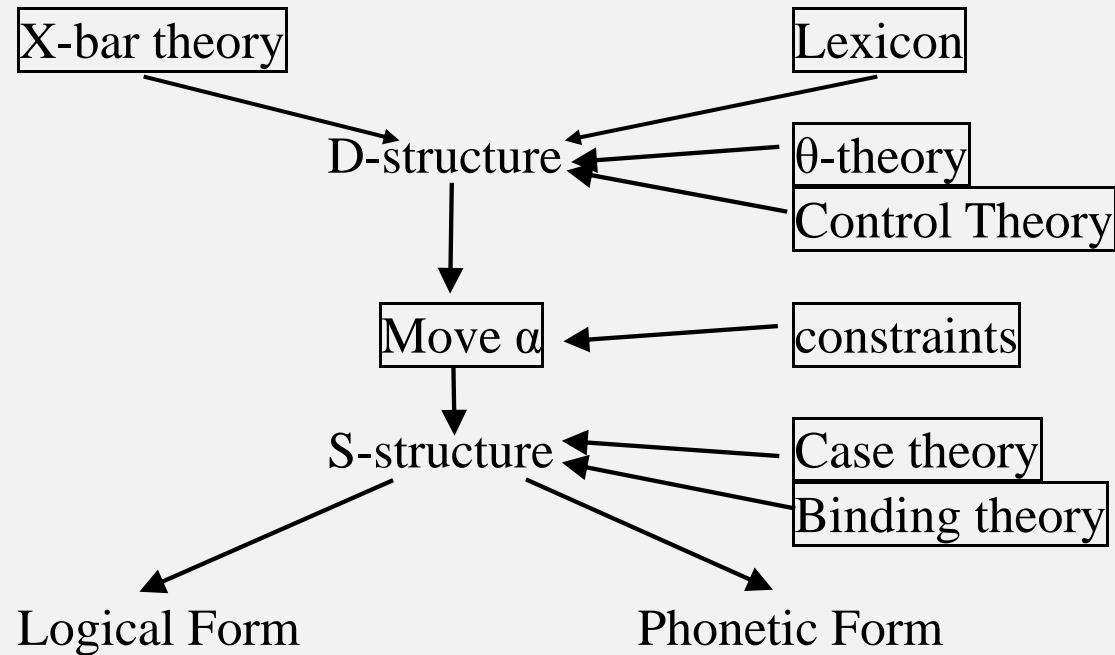 X-bar theory
Lexicon
D-structure
θ-theory
Control Theory
Move α
constraints
S-structure
Case theory
Binding theory
Logical Form
Phonetic Form